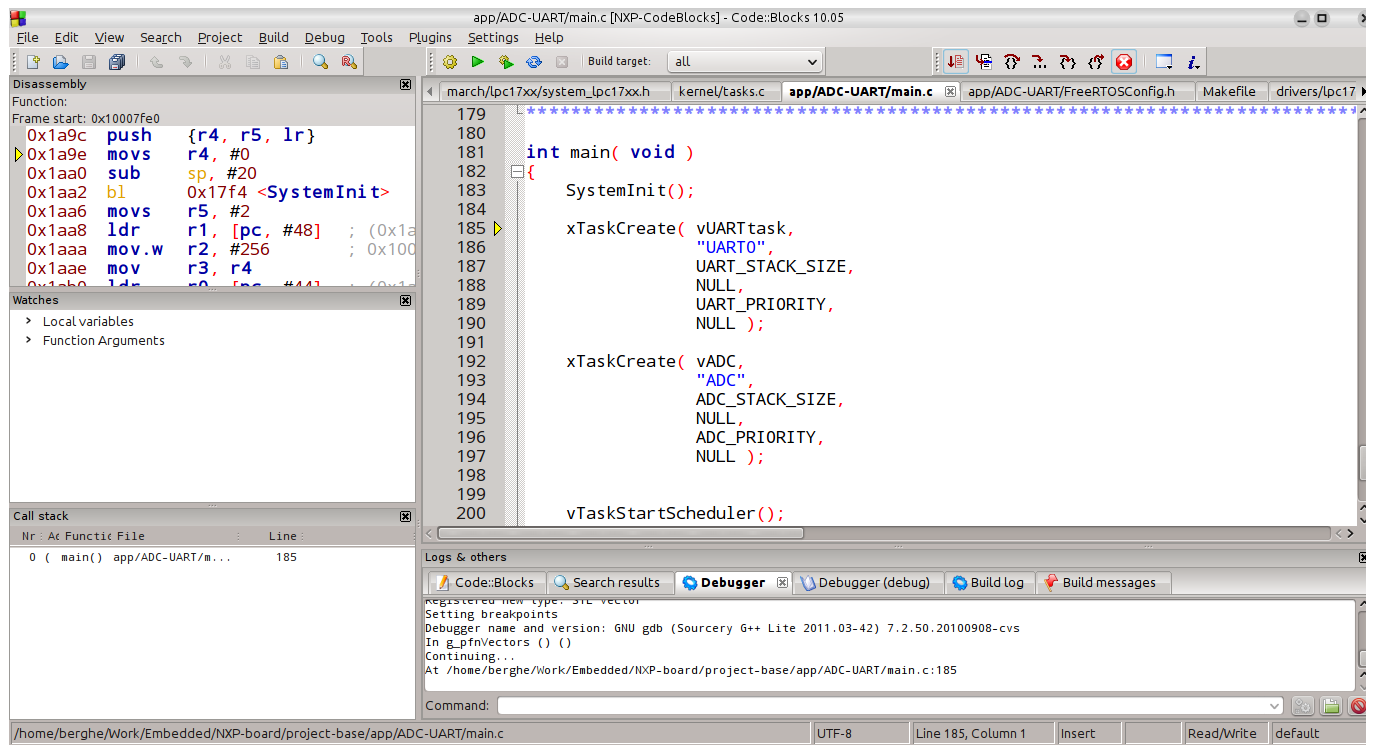 app/ADC-UART/main.c [NXP-CodeBlocks] - Code::Blocks 10.05
File Edit View Search Project Build Debug Tools Plugins Settings Help
Build target: all
Disassembly
Function:
Frame start: 0x10007fe0
0x1a9c push {r4, r5, lr}
0x1a9e movs r4, #0
0x1aa0 sub sp, #20
0x1aa2 bl 0x17f4 <SystemInit>
0x1aa6 movs r5, #2
0x1aa8 ldr r1, [pc, #48] ; (0x1a
0x1aaa mov.w r2, #256 ; 0x100
0x1aae mov r3, r4
0x1ab0 ldr r0, [pc, #44] ; (0x1a
Watches
Local variables
Function Arguments
Call stack
Nr Ac Functic File Line
0 ( main() app/ADC-UART/m... 185
march/lpc17xx/system_lpc17xx.h kernel/tasks.c app/ADC-UART/main.c app/ADC-UART/FreeRTOSConfig.h Makefile drivers/lpc17
179
180
181 int main( void )
182 {
183 SystemInit();
184
185 xTaskCreate( vUARTtask,
186 "UART0",
187 UART_STACK_SIZE,
188 NULL,
189 UART_PRIORITY,
190 NULL );
191
192 xTaskCreate( vADC,
193 "ADC",
194 ADC_STACK_SIZE,
195 NULL,
196 ADC_PRIORITY,
197 NULL );
198
199
200 vTaskStartScheduler();
Logs & others
Code::Blocks Search results Debugger Debugger (debug) Build log Build messages
Registered new type: STL Vector
Setting breakpoints
Debugger name and version: GNU gdb (Sourcery G++ Lite 2011.03-42) 7.2.50.20100908-cvs
In g_pfnVectors () ()
Continuing...
At /home/berghe/Work/Embedded/NXP-board/project-base/app/ADC-UART/main.c:185
Command:
/home/berghe/Work/Embedded/NXP-board/project-base/app/ADC-UART/main.c UTF-8 Line 185, Column 1 Insert Read/Write default